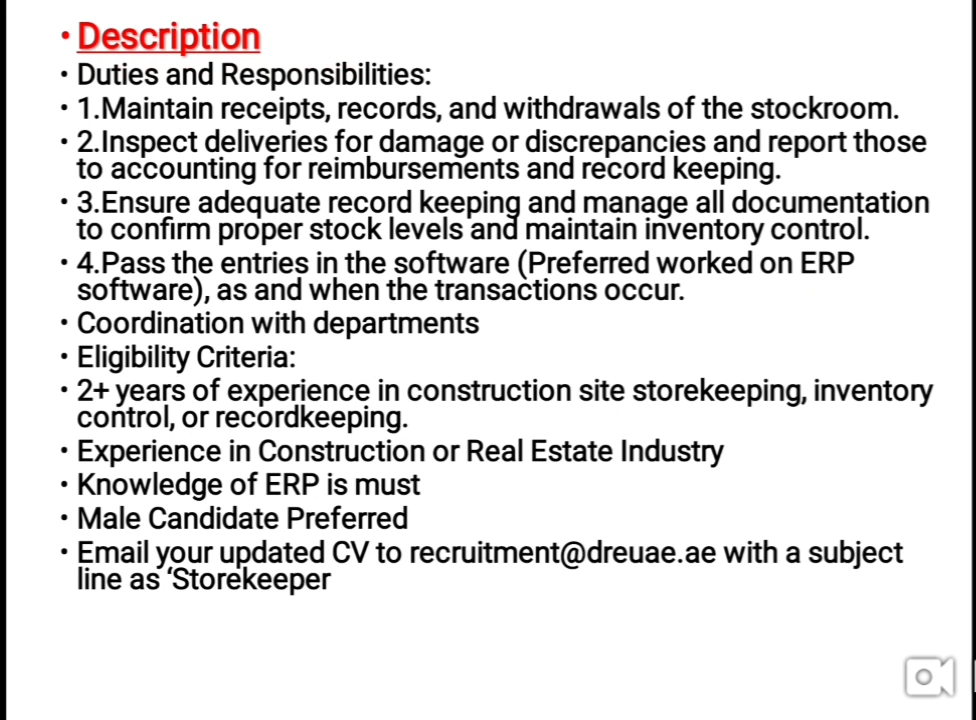 • Description
• Duties and Responsibilities:
• 1.Maintain receipts, records, and withdrawals of the stockroom.
• 2.Inspect deliveries for damage or discrepancies and report those
to accounting for reimbursements and record keeping.
• 3.Ensure adequate record keeping and manage all documentation
to confirm proper stock levels and maintain inventory control.
• 4.Pass the entries in the software (Preferred worked on ERP
software), as and when the transactions occur.
• Coordination with departments
• Eligibility Criteria:
• 2+ years of experience in construction site storekeeping, inventory
control, or recordkeeping.
• Experience in Construction or Real Estate Industry
• Knowledge of ERP is must
• Male Candidate Preferred
• Email your updated CV to recruitment@dreuae.ae with a subject
line as ‘Storekeeper